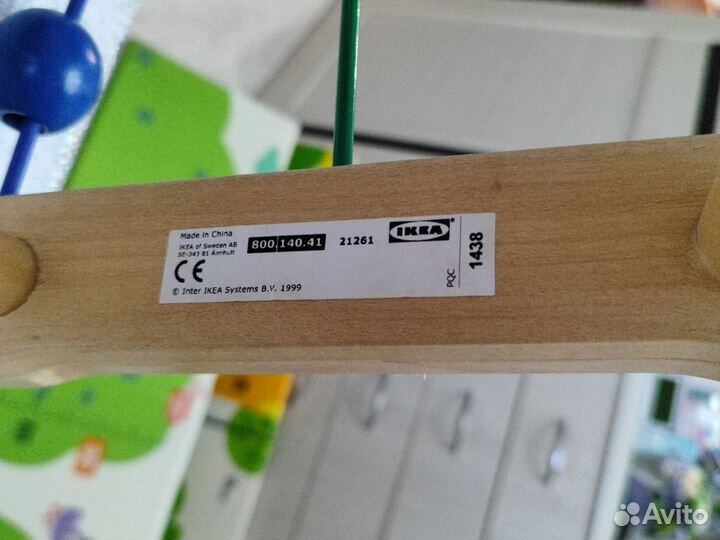 Made in China
IKEA of Sweden AB
SE-343 81 Älmhult
800.140.41
21261
IKEA
CE
© Inter IKEA Systems B.V. 1999
PQC
1438
Avito